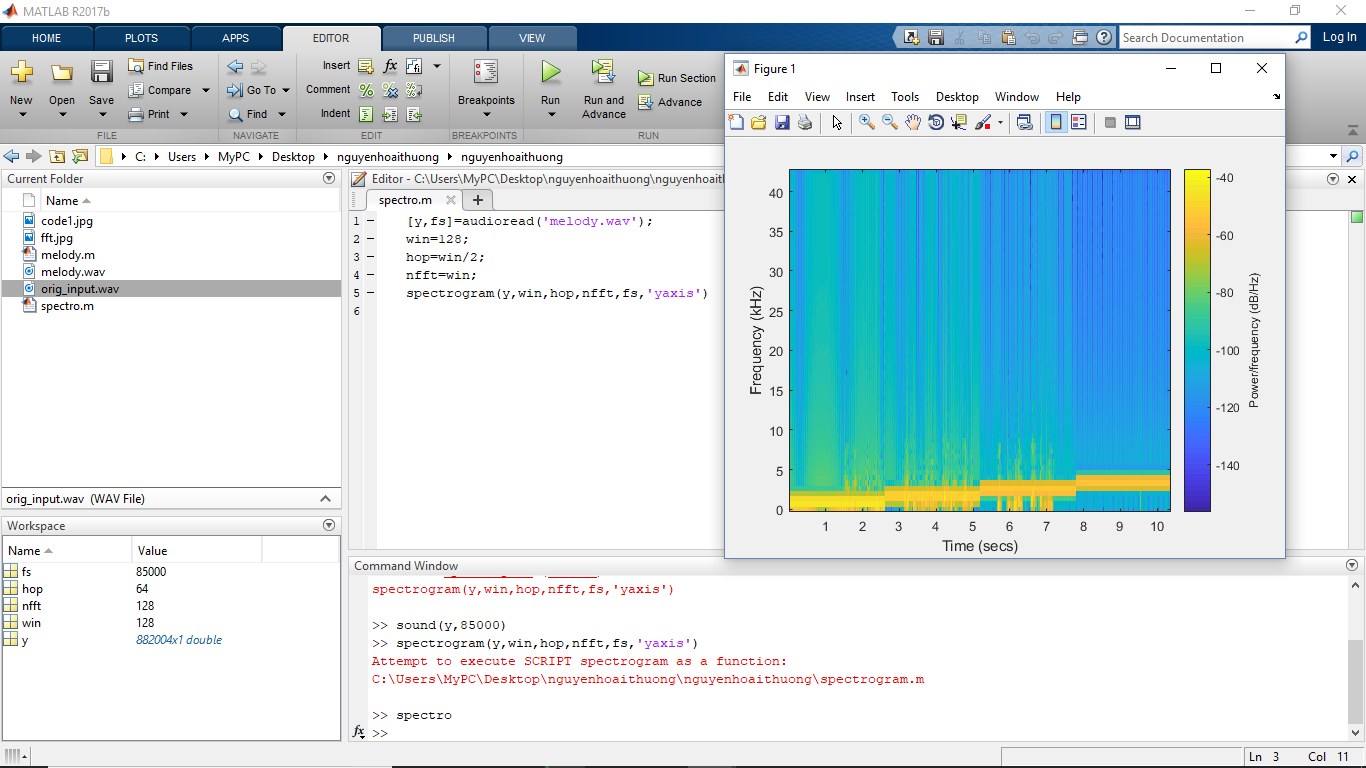 MATLAB R2017b
HOME PLOTS APPS EDITOR PUBLISH VIEW
Search Documentation
Log In
New
Open
Save
Find Files
Compare
Print
FILE
Go To
Find
NAVIGATE
Insert fx
Comment
Indent
EDIT
Breakpoints
BREAKPOINTS
Run
Run and Advance
Run Section
Advance
RUN
C: Users MyPC Desktop nguyenhoaithuong nguyenhoaithuong
Current Folder
Name
code1.jpg
fft.jpg
melody.m
melody.wav
orig_input.wav
spectro.m
orig_input.wav (WAV File)
Workspace
Name Value
fs 85000
hop 64
nfft 128
win 128
y 882004x1 double
Editor - C:\Users\MyPC\Desktop\nguyenhoaithuong\nguyenhoait
spectro.m
1 – [y,fs]=audioread('melody.wav');
2 – win=128;
3 – hop=win/2;
4 – nfft=win;
5 – spectrogram(y,win,hop,nfft,fs,'yaxis')
6
Figure 1
File Edit View Insert Tools Desktop Window Help
Frequency (kHz)
40
35
30
25
20
15
10
5
0
1 2 3 4 5 6 7 8 9 10
Time (secs)
-40
-60
-80
-100
-120
-140
Power/frequency (dB/Hz)
Command Window
spectrogram(y,win,hop,nfft,fs,'yaxis')
>> sound(y,85000)
>> spectrogram(y,win,hop,nfft,fs,'yaxis')
Attempt to execute SCRIPT spectrogram as a function:
C:\Users\MyPC\Desktop\nguyenhoaithuong\nguyenhoaithuong\spectrogram.m
>> spectro
fx >>
Ln 3 Col 11